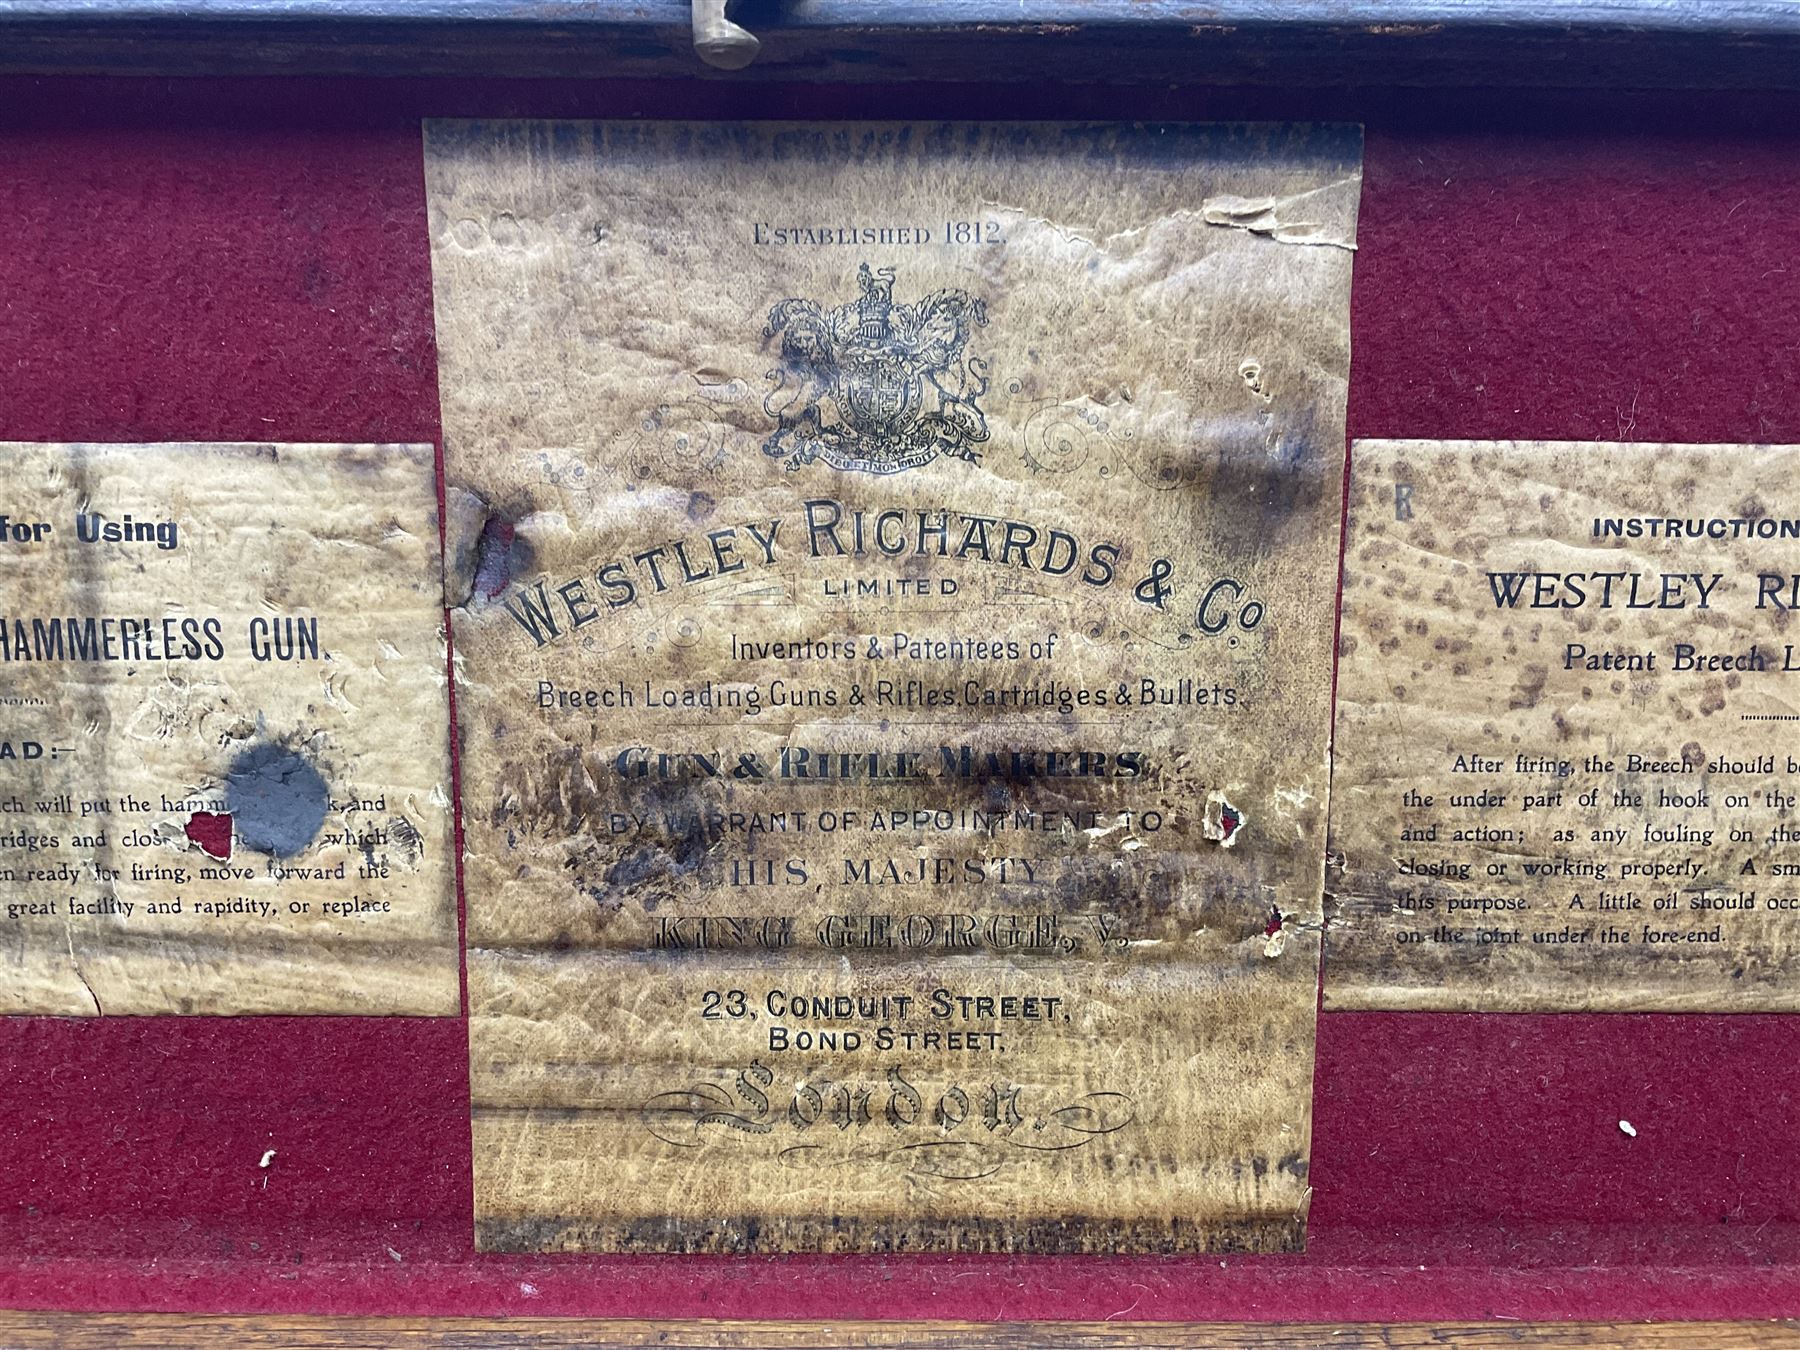 for Using
HAMMERLESS GUN.
AD:—
ch will put the hamm k, and
ridges and clos which
n ready for firing, move forward the
great facility and rapidity, or replace
ESTABLISHED 1812.
DIEU ET MON DROIT
WESTLEY RICHARDS & Co.
LIMITED
Inventors & Patentees of
Breech Loading Guns & Rifles, Cartridges & Bullets.
GUN & RIFLE MAKERS
BY WARRANT OF APPOINTMENT TO
HIS MAJESTY
KING GEORGE, V.
23, CONDUIT STREET,
BOND STREET,
London.
R
INSTRUCTION
WESTLEY RI
Patent Breech L
After firing, the Breech should b
the under part of the hook on the
and action; as any fouling on the
closing or working properly. A sm
this purpose. A little oil should occ
on the joint under the fore-end.